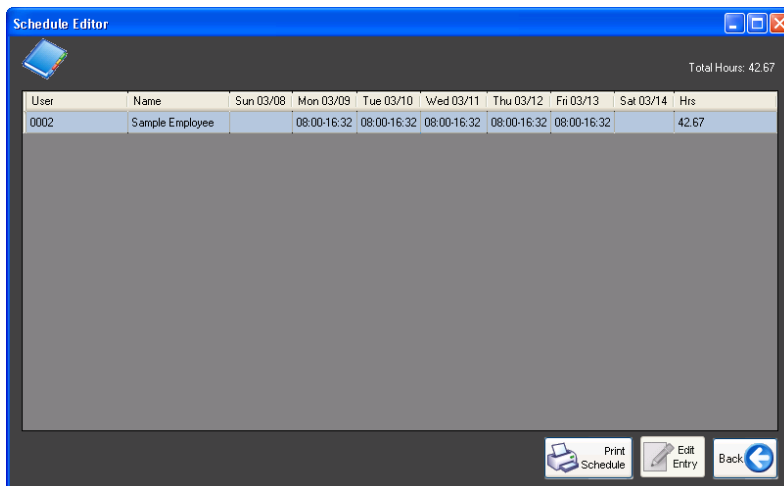 Schedule Editor
Total Hours: 42.67
User Name Sun 03/08 Mon 03/09 Tue 03/10 Wed 03/11 Thu 03/12 Fri 03/13 Sat 03/14 Hrs
0002 Sample Employee 08:00-16:32 08:00-16:32 08:00-16:32 08:00-16:32 08:00-16:32 42.67
Print
Schedule
Edit
Entry
Back